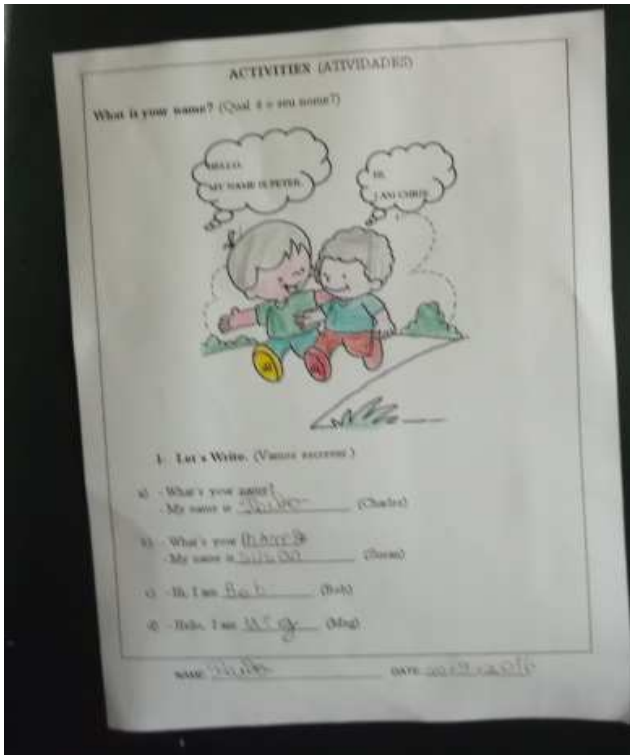 ACTIVITIES (ATIVIDADES)
What is your name? (Qual é o seu nome?)
HELLO.
MY NAME IS PETER.
HI.
I AM CHRIS.
1- Let's Write. (Vamos escrever.)
a) - What's your name?
- My name is (Charles)
b) - What's your name?
- My name is susan (Susan)
c) - Hi, I am Bob (Bob)
d) - Hello, I am (Meg)
NAME: DATE: